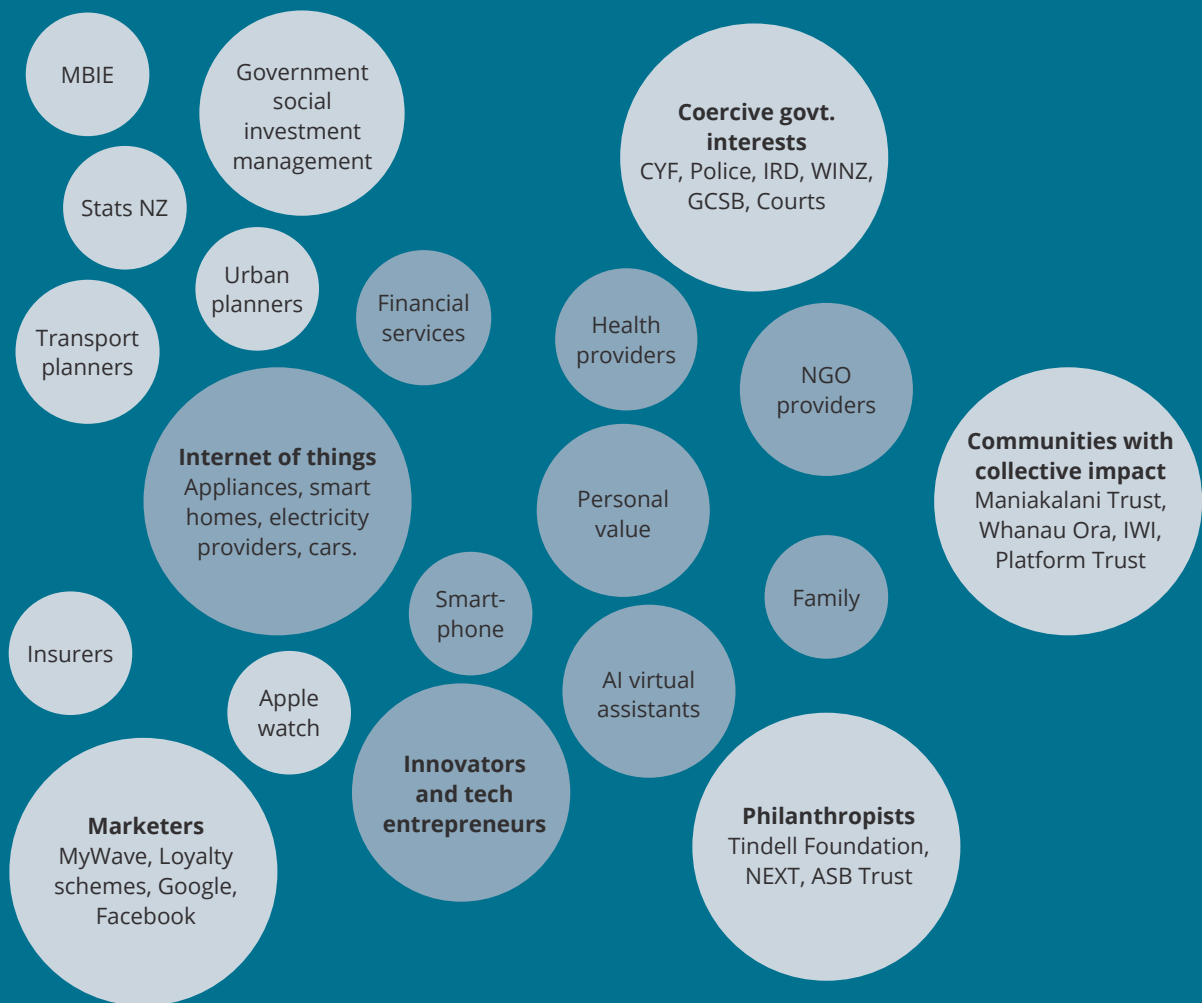 MBIE
Government
social
investment
management
Coercive govt.
interests
CYF, Police, IRD, WINZ,
GCSB, Courts
Stats NZ
Urban
planners
Financial
services
Health
providers
Transport
planners
NGO
providers
Internet of things
Appliances, smart
homes, electricity
providers, cars.
Personal
value
Communities with
collective impact
Maniakalani Trust,
Whanau Ora, IWI,
Platform Trust
Smart-
phone
Family
Insurers
Apple
watch
AI virtual
assistants
Innovators
and tech
entrepreneurs
Marketers
MyWave, Loyalty
schemes, Google,
Facebook
Philanthropists
Tindell Foundation,
NEXT, ASB Trust